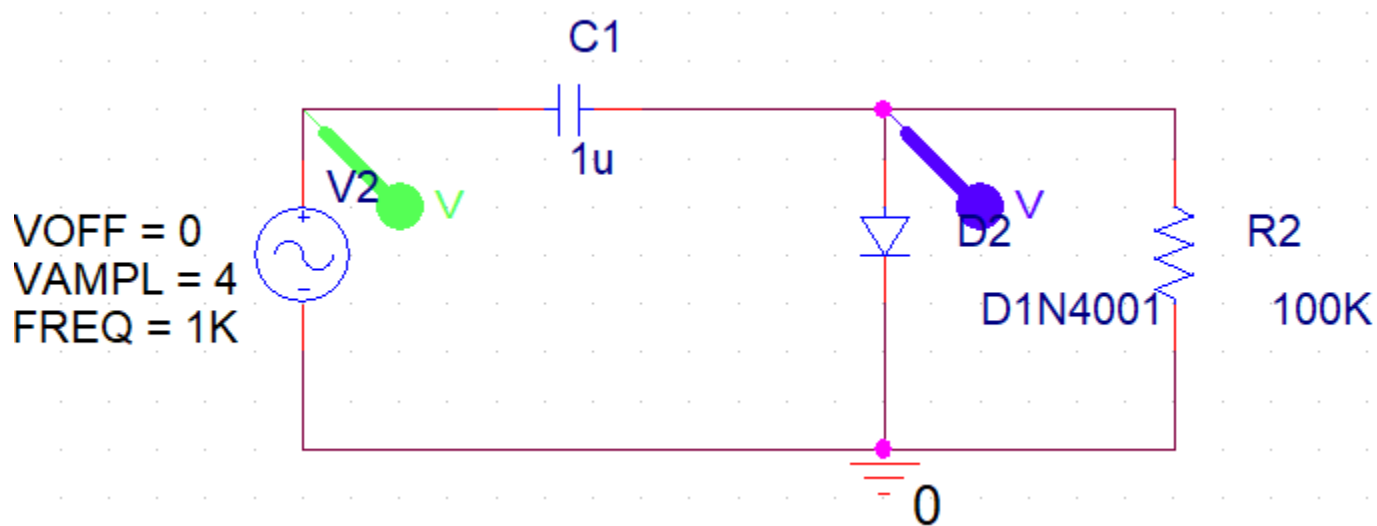 C1
1u
V2
V
V
VOFF = 0
VAMPL = 4
FREQ = 1K
D2
D1N4001
R2
100K
0